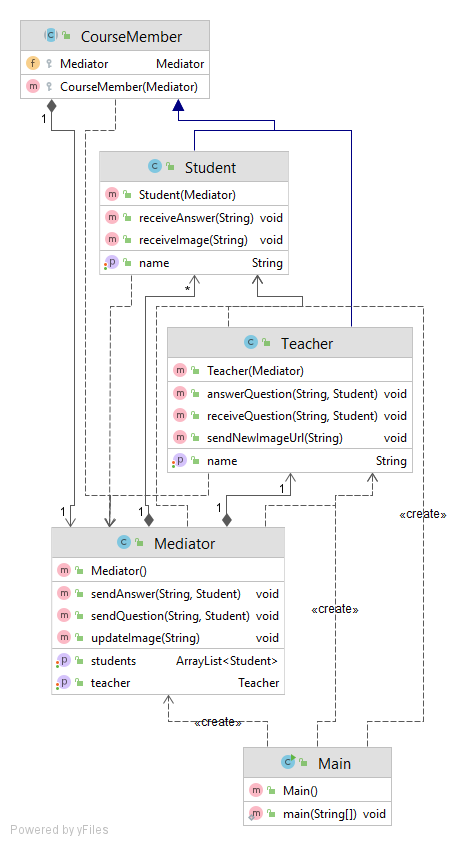 C CourseMember
f Mediator Mediator
m CourseMember(Mediator)
1
C Student
m Student(Mediator)
m receiveAnswer(String) void
m receiveImage(String) void
p name String
*
C Teacher
m Teacher(Mediator)
m answerQuestion(String, Student) void
m receiveQuestion(String, Student) void
m sendNewImageUrl(String) void
p name String
1
1 1 1
«create»
C Mediator
m Mediator()
m sendAnswer(String, Student) void
m sendQuestion(String, Student) void
m updateImage(String) void
p students ArrayList<Student>
p teacher Teacher
«create»
«create»
C Main
m Main()
m main(String[]) void
Powered by yFiles